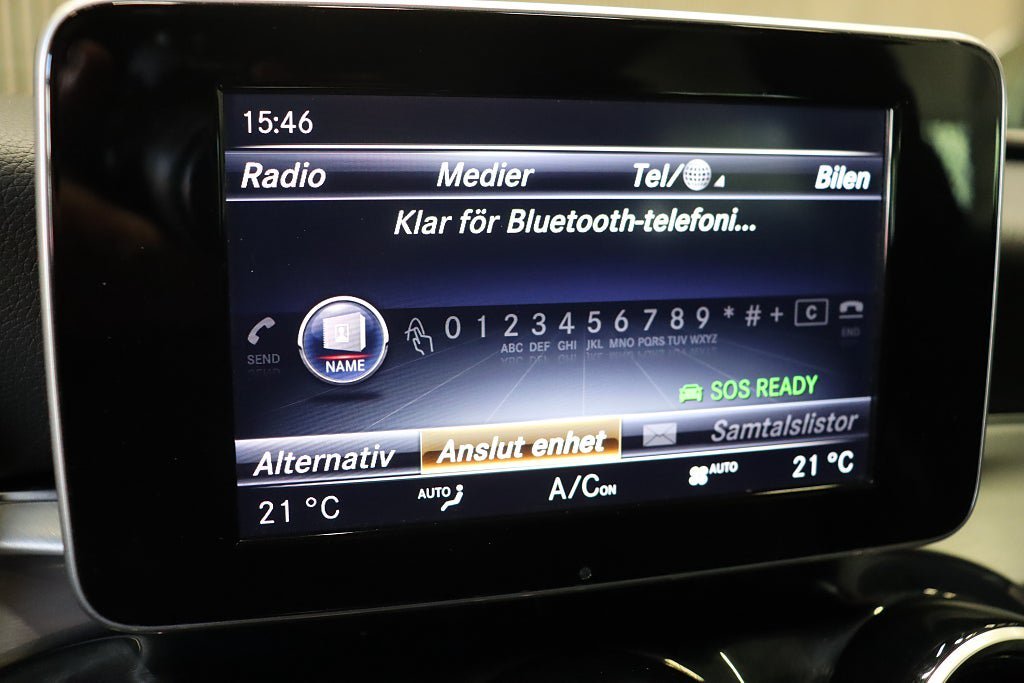 15:46
Radio Medier Tel/ Bilen
Klar för Bluetooth-telefoni...
SEND NAME 0 1 2 3 4 5 6 7 8 9 * # + C END
ABC DEF GHI JKL MNO PQRS TUV WXYZ
SOS READY
Alternativ Anslut enhet Samtalslistor
21 °C AUTO A/C ON AUTO 21 °C